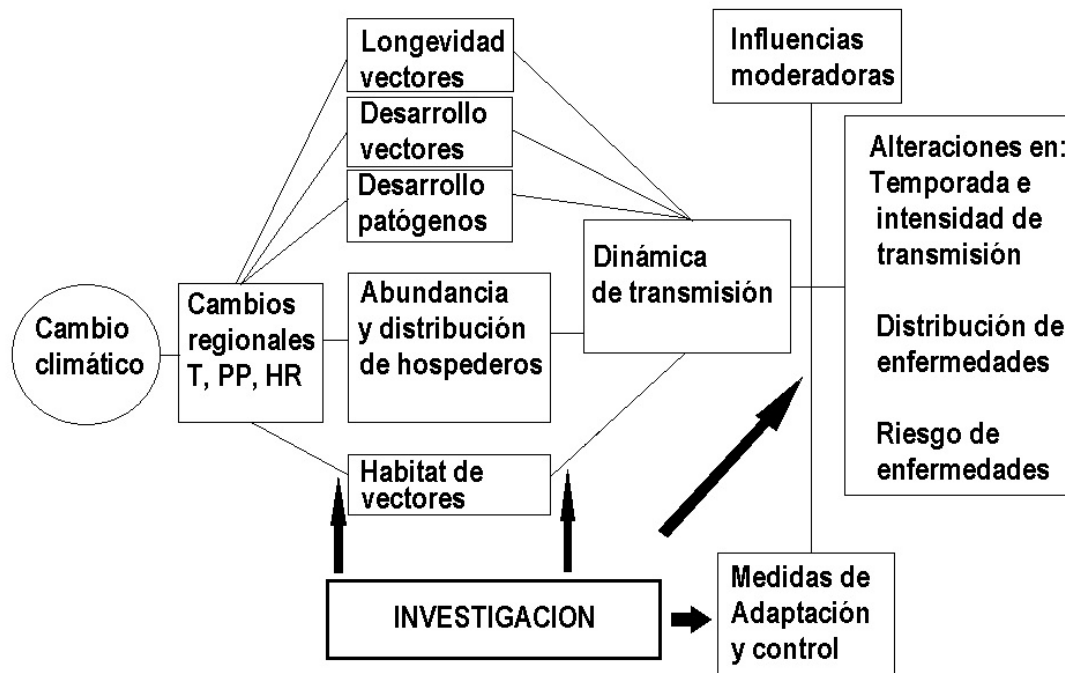 Cambio
climático
Cambios
regionales
T, PP, HR
Longevidad
vectores
Desarrollo
vectores
Desarrollo
patógenos
Abundancia
y distribución
de hospederos
Habitat de
vectores
Dinámica
de transmisión
Influencias
moderadoras
Alteraciones en:
Temporada e
intensidad de
transmisión
Distribución de
enfermedades
Riesgo de
enfermedades
INVESTIGACION
Medidas de
Adaptación
y control